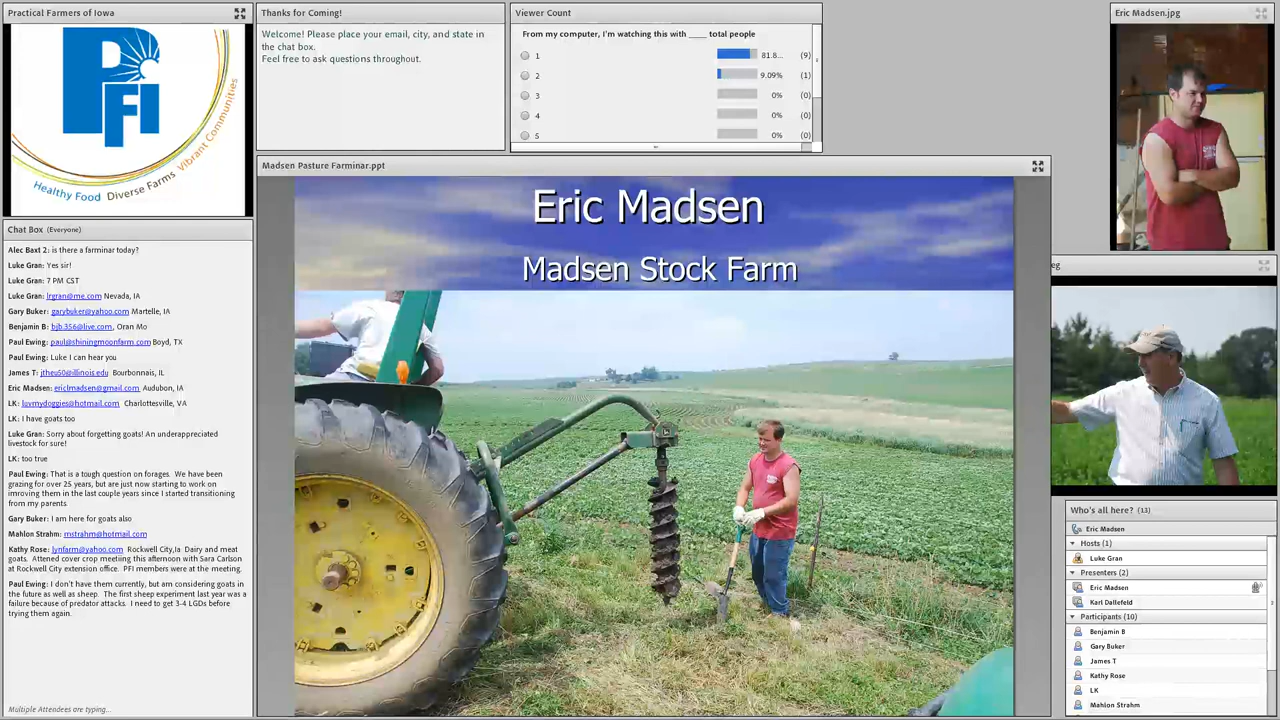 Practical Farmers of Iowa
PFI
Healthy Food Diverse Farms Vibrant Communities
Thanks for Coming!
Welcome! Please place your email, city, and state in
the chat box.
Feel free to ask questions throughout.
Viewer Count
From my computer, I'm watching this with ____ total people
1 81.8... (9)
2 9.09% (1)
3 0% (0)
4 0% (0)
5 0% (0)
Eric Madsen.jpg
Madsen Pasture Farminar.ppt
Eric Madsen
Madsen Stock Farm
Chat Box (Everyone)
Alec Baxt 2: is there a farminar today?
Luke Gran: Yes sir!
Luke Gran: 7 PM CST
Luke Gran: lrgran@me.com Nevada, IA
Gary Buker: garybuker@yahoo.com Martelle, IA
Benjamin B: bjb.356@live.com, Oran Mo
Paul Ewing: paul@shiningmoonfarm.com Boyd, TX
Paul Ewing: Luke I can hear you
James T: jtheu50@illinois.edu Bourbonnais, IL
Eric Madsen: ericlmadsen@gmail.com Audubon, IA
LK: luvmydoggies@hotmail.com Charlottesville, VA
LK: I have goats too
Luke Gran: Sorry about forgetting goats! An underappreciated
livestock for sure!
LK: too true
Paul Ewing: That is a tough question on forages. We have been
grazing for over 25 years, but are just now starting to work on
imroving them in the last couple years since I started transitioning
from my parents.
Gary Buker: I am here for goats also
Mahlon Strahm: mstrahm@hotmail.com
Kathy Rose: lynfarm@yahoo.com Rockwell City,Ia Dairy and meat
goats. Attened cover crop meetiing this afternoon with Sara Carlson
at Rockwell City extension office. PFI members were at the meeting.
Paul Ewing: I don't have them currently, but am considering goats in
the future as well as sheep. The first sheep experiment last year was a
failure because of predator attacks. I need to get 3-4 LGDs before
trying them again.
Multiple Attendees are typing...
eg
Who's all here? (13)
Eric Madsen
Hosts (1)
Luke Gran
Presenters (2)
Eric Madsen
Karl Dallefeld
Participants (10)
Benjamin B
Gary Buker
James T
Kathy Rose
LK
Mahlon Strahm